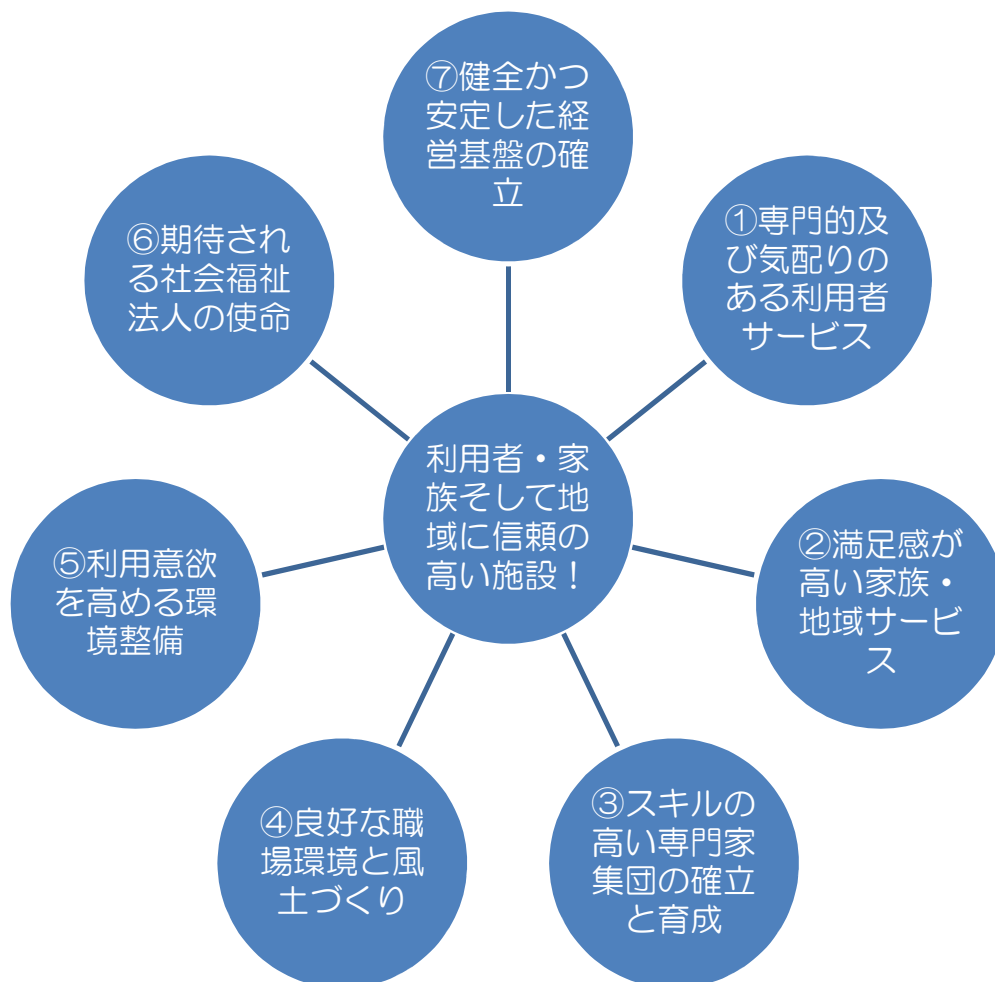 ⑦健全かつ
安定した経
営基盤の確
立
①専門的及
び気配りの
ある利用者
サービス
②満足感が
高い家族・
地域サービ
ス
③スキルの
高い専門家
集団の確立
と育成
④良好な職
場環境と風
土づくり
⑤利用意欲
を高める環
境整備
⑥期待され
る社会福祉
法人の使命
利用者・家
族そして地
域に信頼の
高い施設！